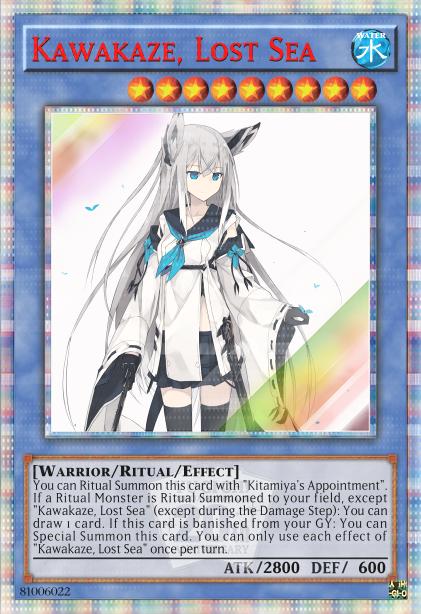 Kawakaze, Lost Sea
WATER
水
[Warrior/Ritual/Effect]
You can Ritual Summon this card with "Kitamiya's Appointment".
If a Ritual Monster is Ritual Summoned to your field, except
"Kawakaze, Lost Sea" (except during the Damage Step): You can
draw 1 card. If this card is banished from your GY: You can
Special Summon this card. You can only use each effect of
"Kawakaze, Lost Sea" once per turn.
ATK/2800 DEF/ 600
81006022